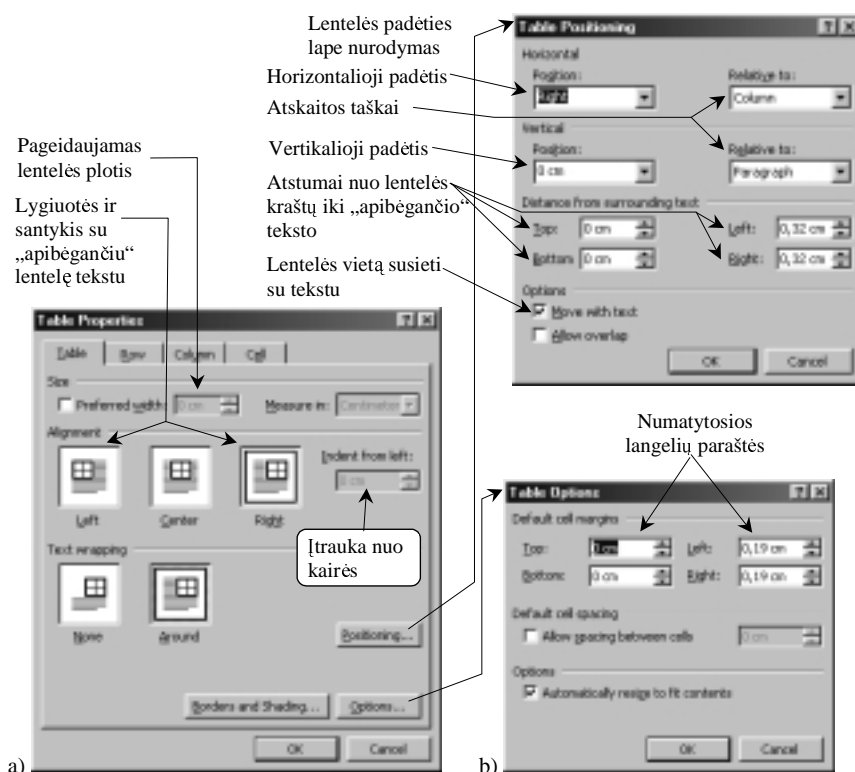 Lentelės padėties
lape nurodymas
Horizontalioji padėtis
Atskaitos taškai
Vertikalioji padėtis
Atstumai nuo lentelės
kraštų iki „apibėgančio“
teksto
Lentelės vietą susieti
su tekstu
Table Positioning
Horizontal
Position: Relative to:
Right Column
Vertical
Position: Relative to:
0 cm Paragraph
Distance from surrounding text
Top: 0 cm Left: 0,32 cm
Bottom 0 cm Right: 0,32 cm
Options
Move with text
Allow overlap
OK Cancel
Pageidaujamas
lentelės plotis
Lygiuotės ir
santykis su
„apibėgančiu“
lentelę tekstu
Table Properties
Table Row Column Cell
Size
Preferred width: 0 cm Measure in: Centimeter
Alignment
Indent from left:
0 cm
Left Center Right
Įtrauka nuo
kairės
Text wrapping
None Around
Positioning...
Borders and Shading... Options...
OK Cancel
a)
Numatytosios
langelių paraštės
Table Options
Default cell margins
Top: 0 cm Left: 0,19 cm
Bottom: 0 cm Right: 0,19 cm
Default cell spacing
Allow spacing between cells 0 cm
Options
Automatically resize to fit contents
OK Cancel
b)